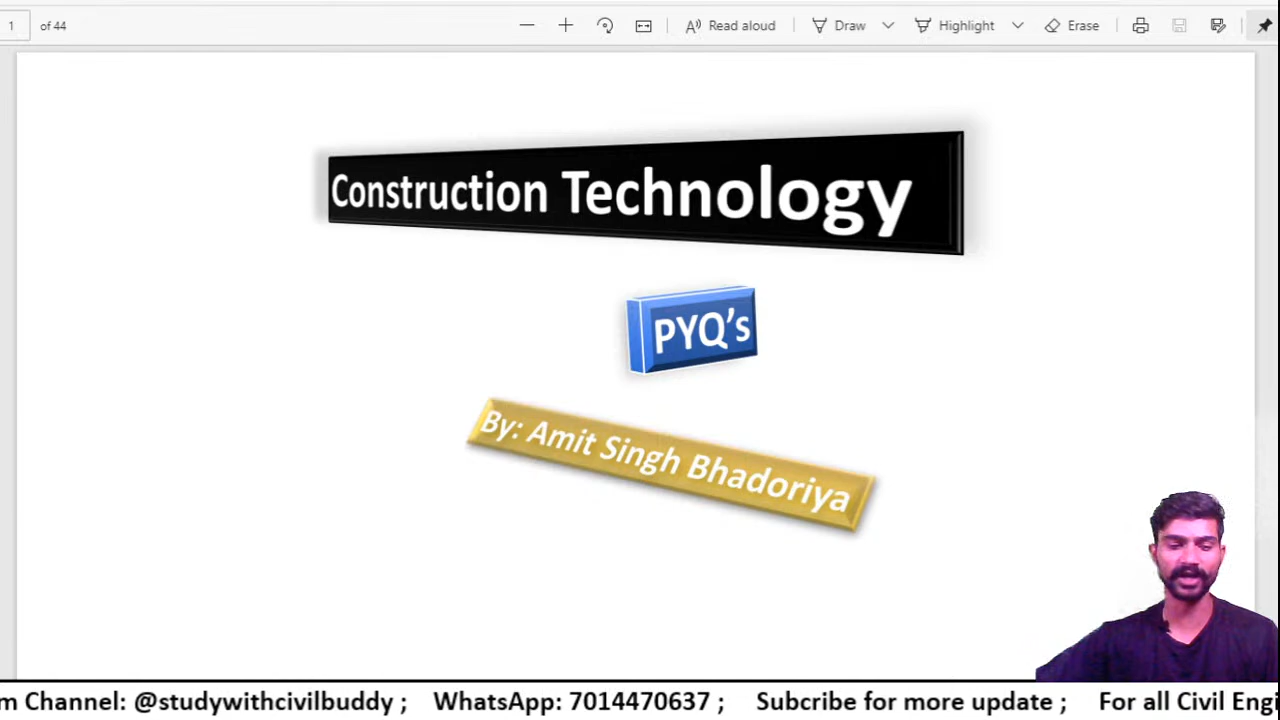 1 of 44 Read aloud Draw Highlight Erase
Construction Technology
PYQ's
By: Amit Singh Bhadoriya
Channel: @studywithcivilbuddy ; WhatsApp: 7014470637 ; Subcribe for more update ; For all Civil